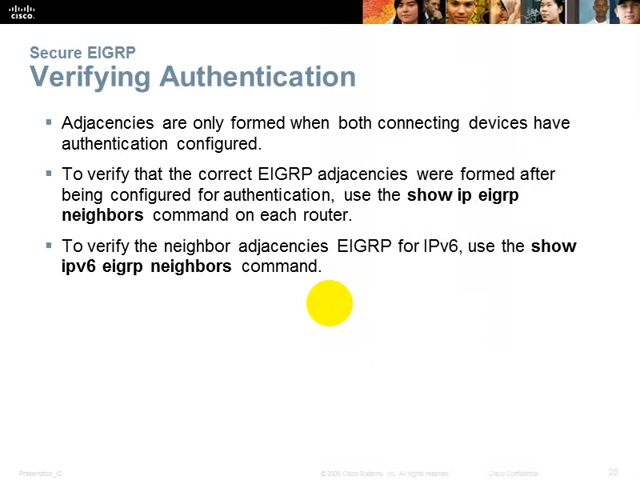 CISCO
Secure EIGRP
Verifying Authentication
▪ Adjacencies are only formed when both connecting devices have
authentication configured.
▪ To verify that the correct EIGRP adjacencies were formed after
being configured for authentication, use the show ip eigrp
neighbors command on each router.
▪ To verify the neighbor adjacencies EIGRP for IPv6, use the show
ipv6 eigrp neighbors command.
Presentation_ID
© 2008 Cisco Systems, Inc. All rights reserved.
Cisco Confidential